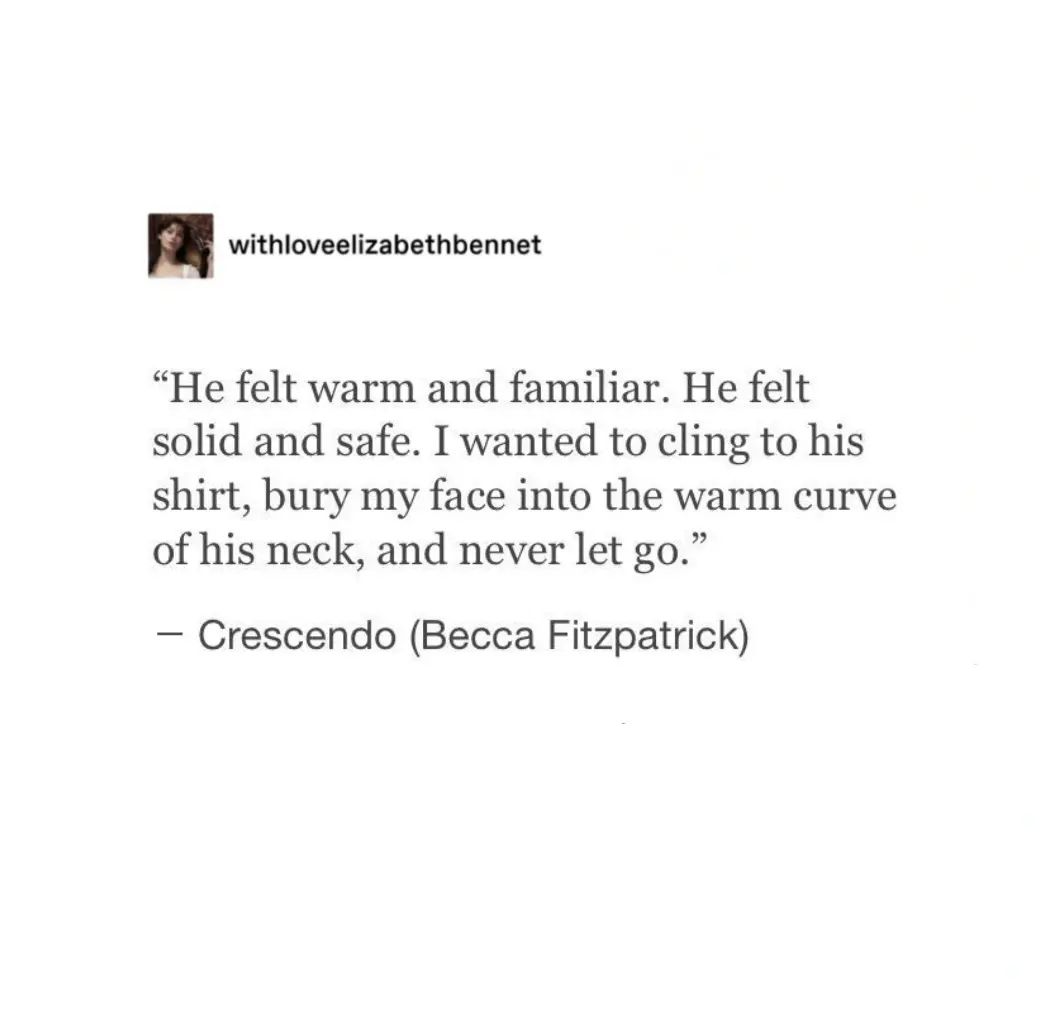 withloveelizabethbennet
“He felt warm and familiar. He felt
solid and safe. I wanted to cling to his
shirt, bury my face into the warm curve
of his neck, and never let go.”
— Crescendo (Becca Fitzpatrick)